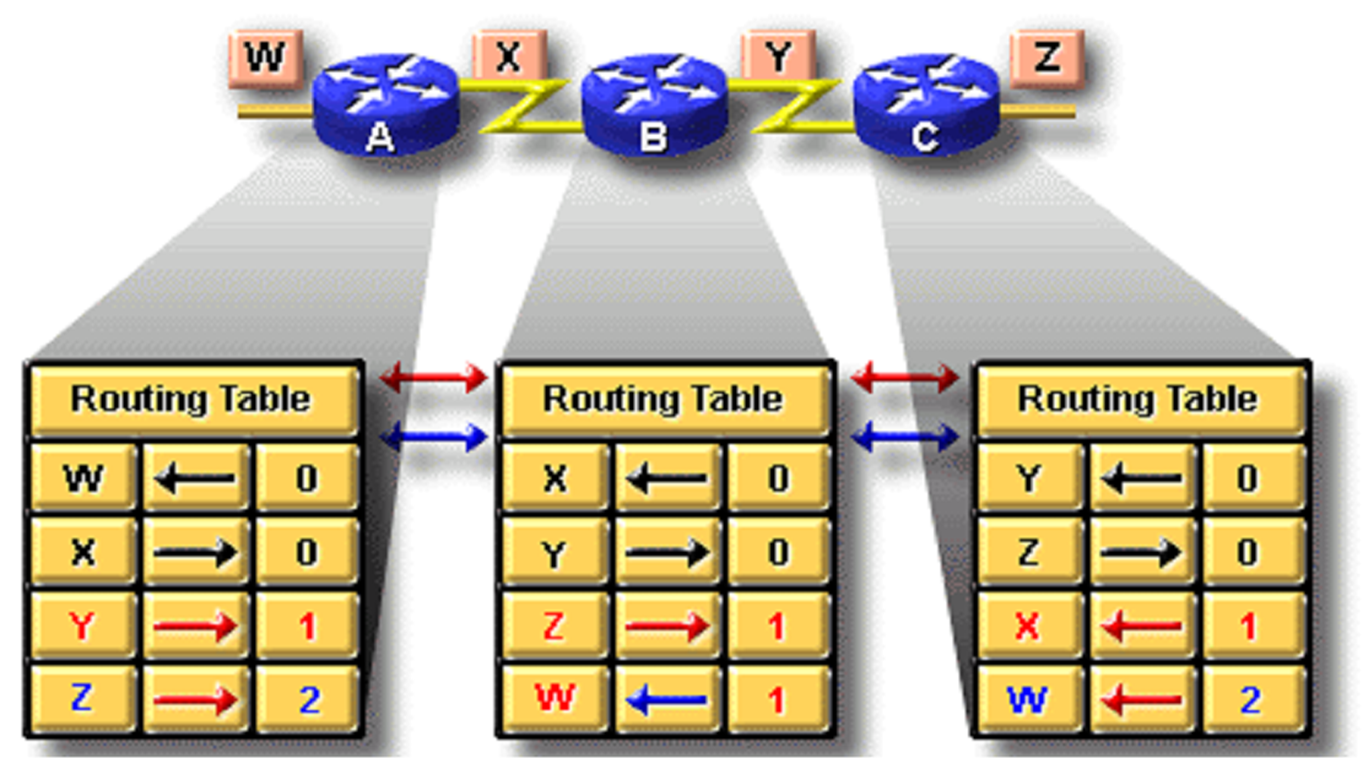 W X Y Z
A B C
Routing Table Routing Table Routing Table
W 0 X 0 Y 0
X 0 Y 0 Z 0
Y 1 Z 1 X 1
Z 2 W 1 W 2